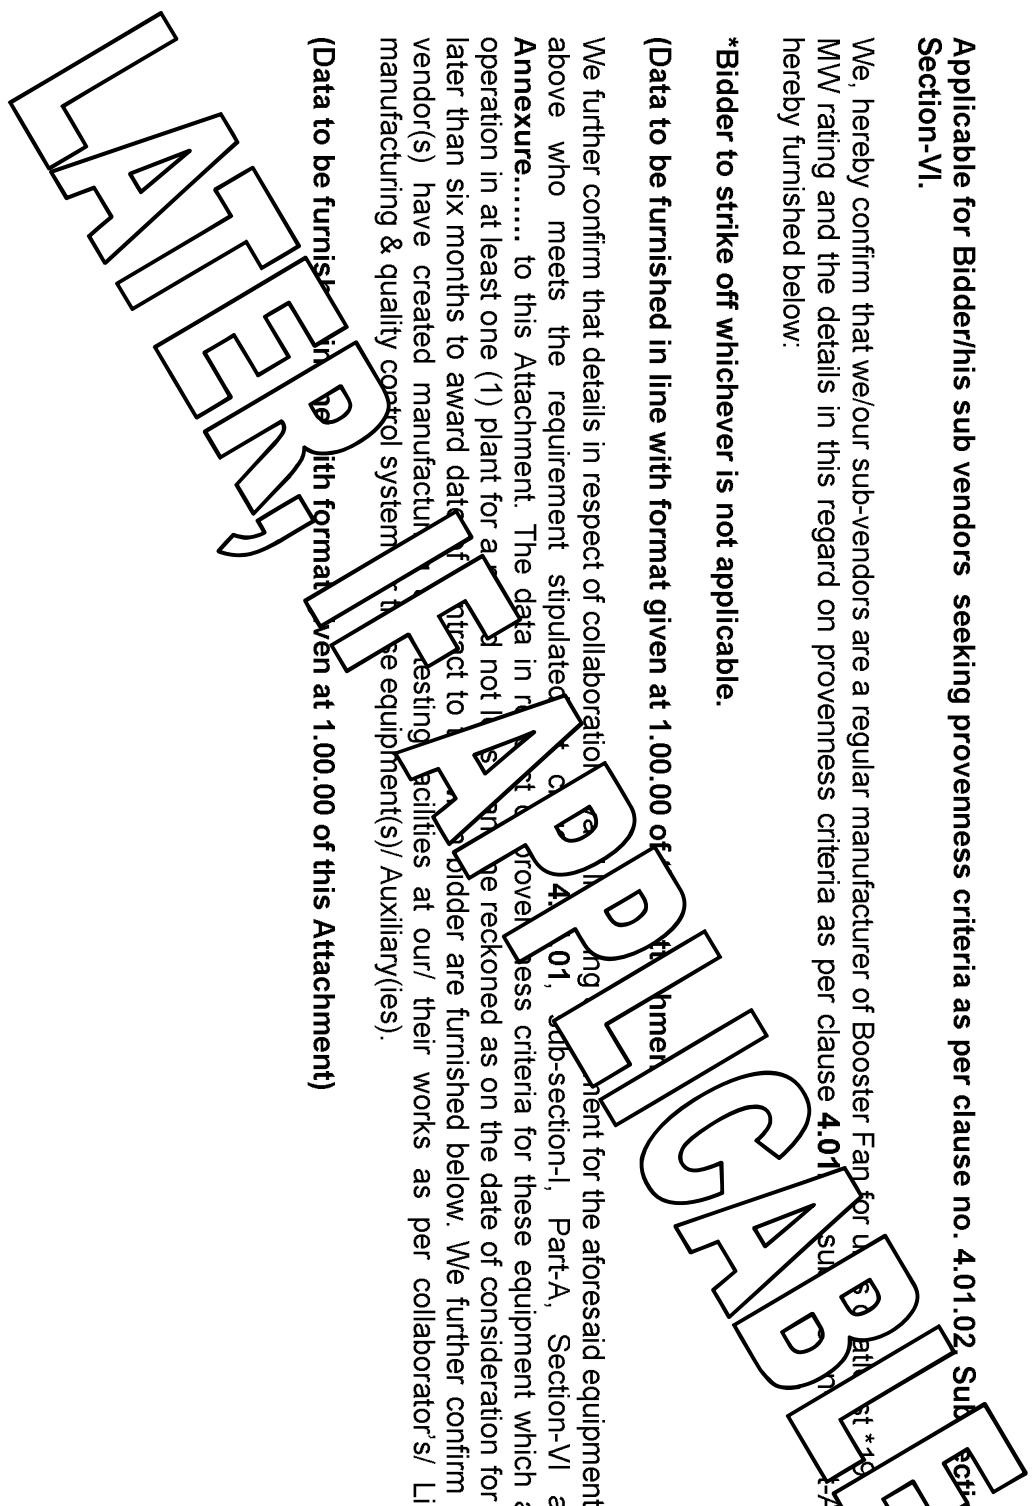 Applicable for Bidder/his sub vendors seeking provenness criteria as per clause no. 4.01.02, Sub
Section-VI.
We, hereby confirm that we/our sub-vendors are a regular manufacturer of Booster Fan for
MW rating and the details in this regard on provenness criteria as per clause
hereby furnished below:
*Bidder to strike off whichever is not applicable.
(Data to be furnished in line with format given at 1.00.00 of
We further confirm that details in respect of for the aforesaid equipment
above who meets the requirement stipulated sub-section-I, Part-A, Section-VI
Annexure....... to this Attachment. The data in criteria for these equipment which
operation in at least one (1) plant for a not reckoned as on the date of consideration for
later than six months to award date of to bidder are furnished below. We further confirm
vendor(s) have created testing facilities at our/ their works as per collaborator's/
manufacturing & quality control system equipment(s)/ Auxiliary(ies).
(Data to be format given at 1.00.00 of this Attachment)
LATER, IF APPLICABLE